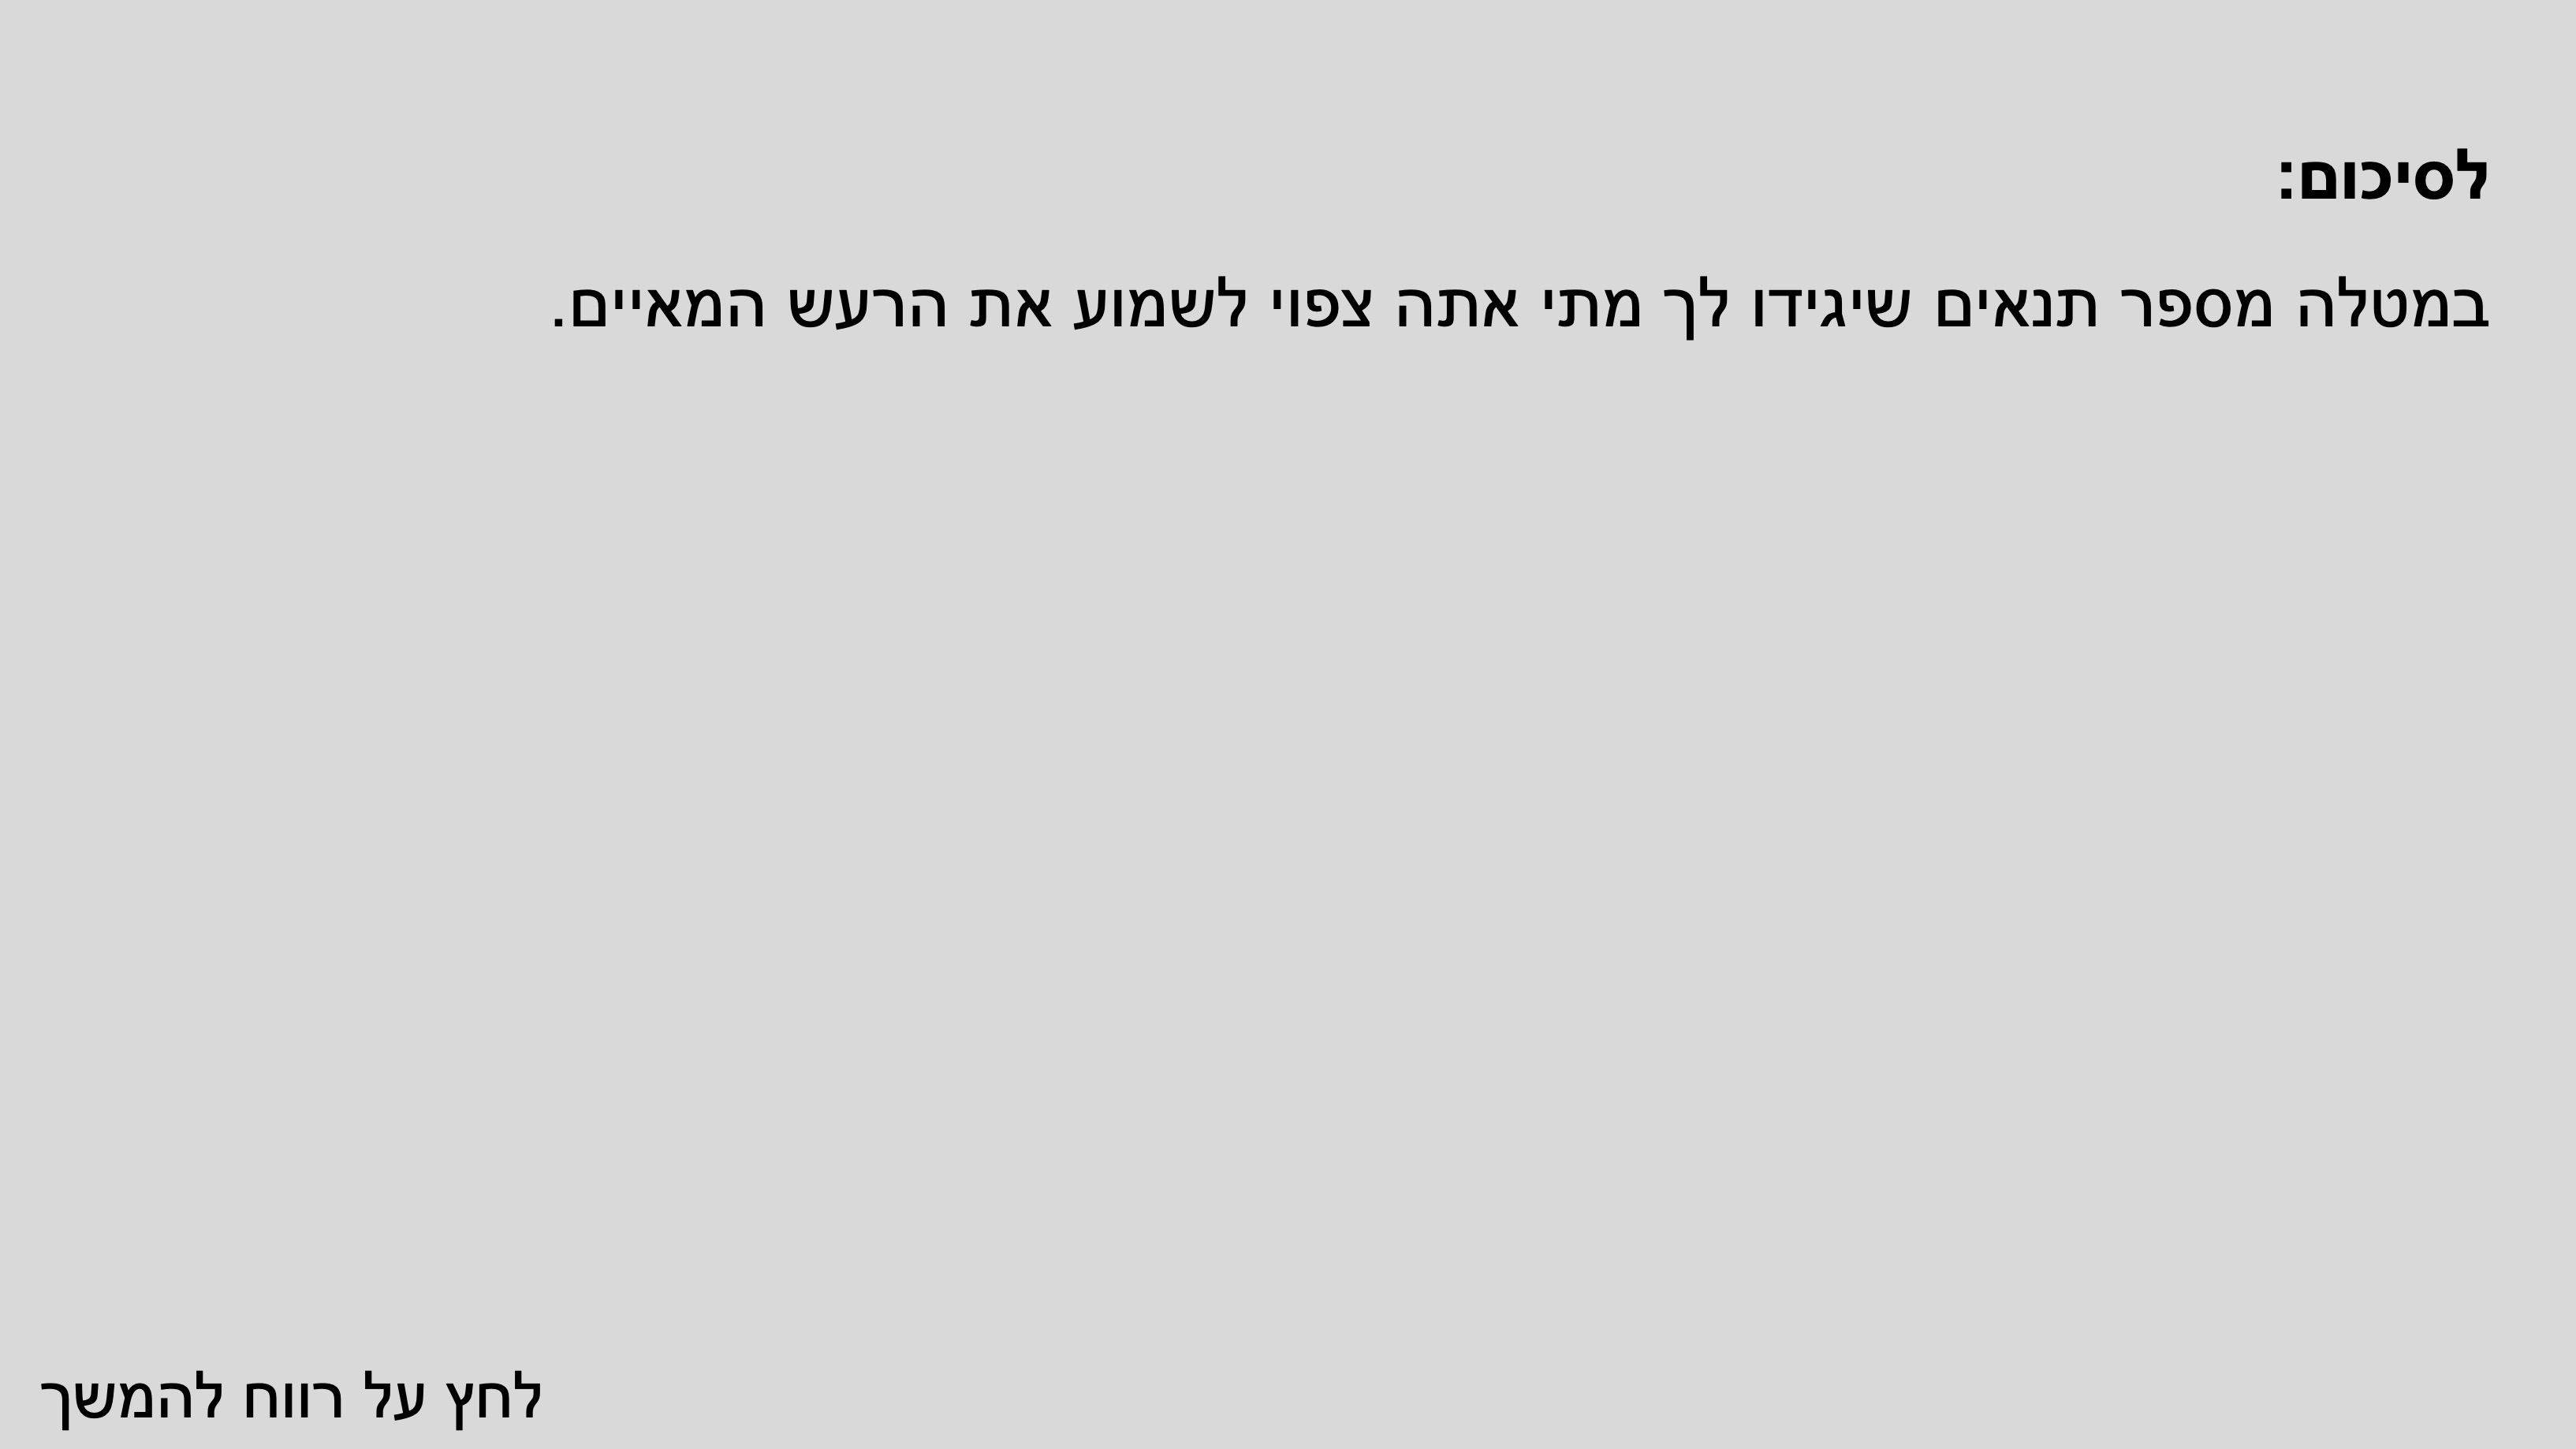 לסיכום:
במטלה מספר תנאים שיגידו לך מתי אתה צפוי לשמוע את הרעש המאיים.
לחץ על רווח להמשך